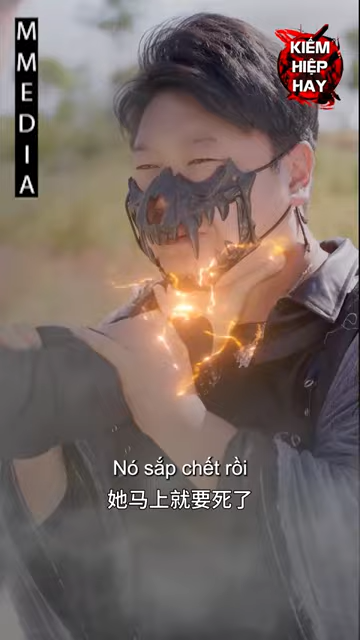 MMEDIA
KIẾM
HIỆP
HAY
Nó sắp chết rồi
她马上就要死了